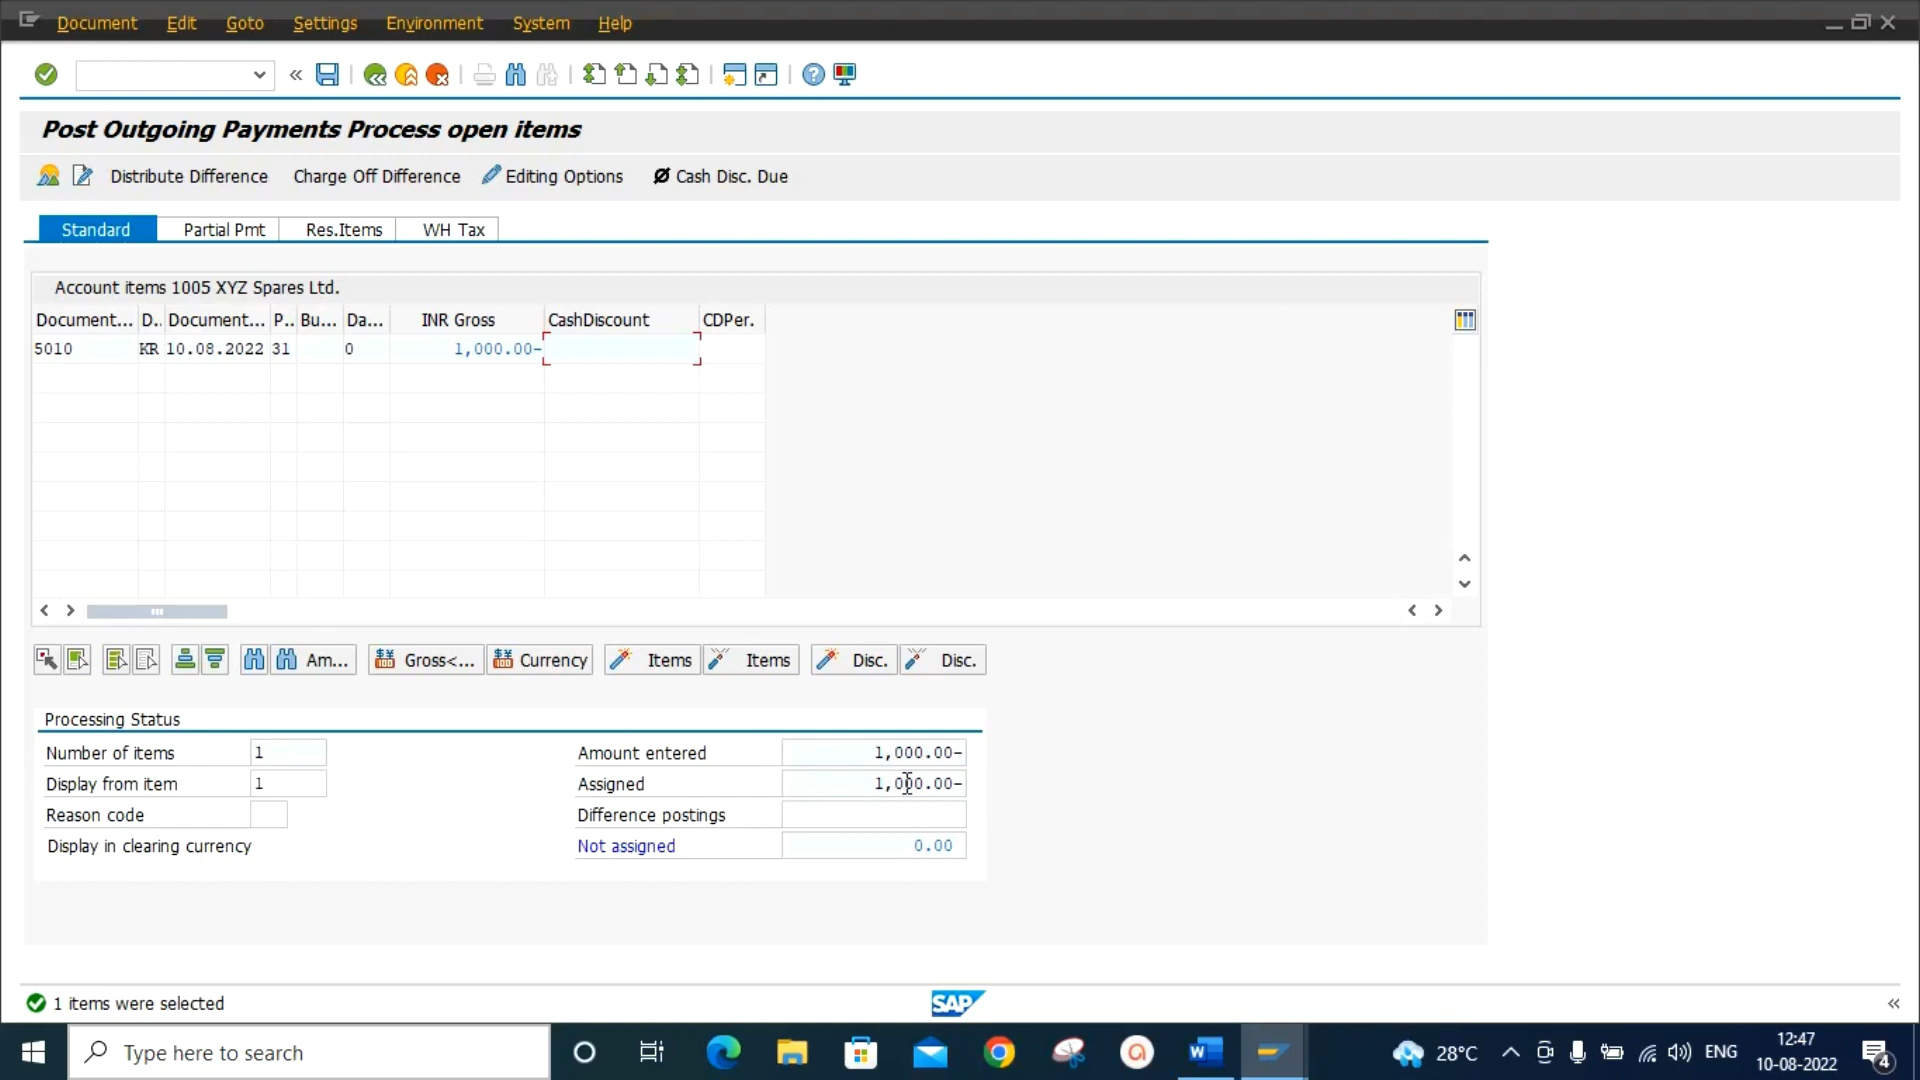 Document Edit Goto Settings Environment System Help
Post Outgoing Payments Process open items
Distribute Difference Charge Off Difference Editing Options Cash Disc. Due
Standard Partial Pmt Res.Items WH Tax
Account items 1005 XYZ Spares Ltd.
Document... D.. Document... P.. Bu... Da... INR Gross CashDiscount CDPer.
5010 KR 10.08.2022 31 0 1,000.00-
Am... Gross<... Currency Items Items Disc. Disc.
Processing Status
Number of items 1 Amount entered 1,000.00-
Display from item 1 Assigned 1,000.00-
Reason code Difference postings
Display in clearing currency Not assigned 0.00
1 items were selected SAP
Type here to search 28°C ENG 12:47
10-08-2022 4